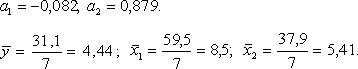 a₁ = −0,082; a₂ = 0,879.
ȳ = 31,1/7 = 4,44; x̄₁ = 59,5/7 = 8,5; x̄₂ = 37,9/7 = 5,41.